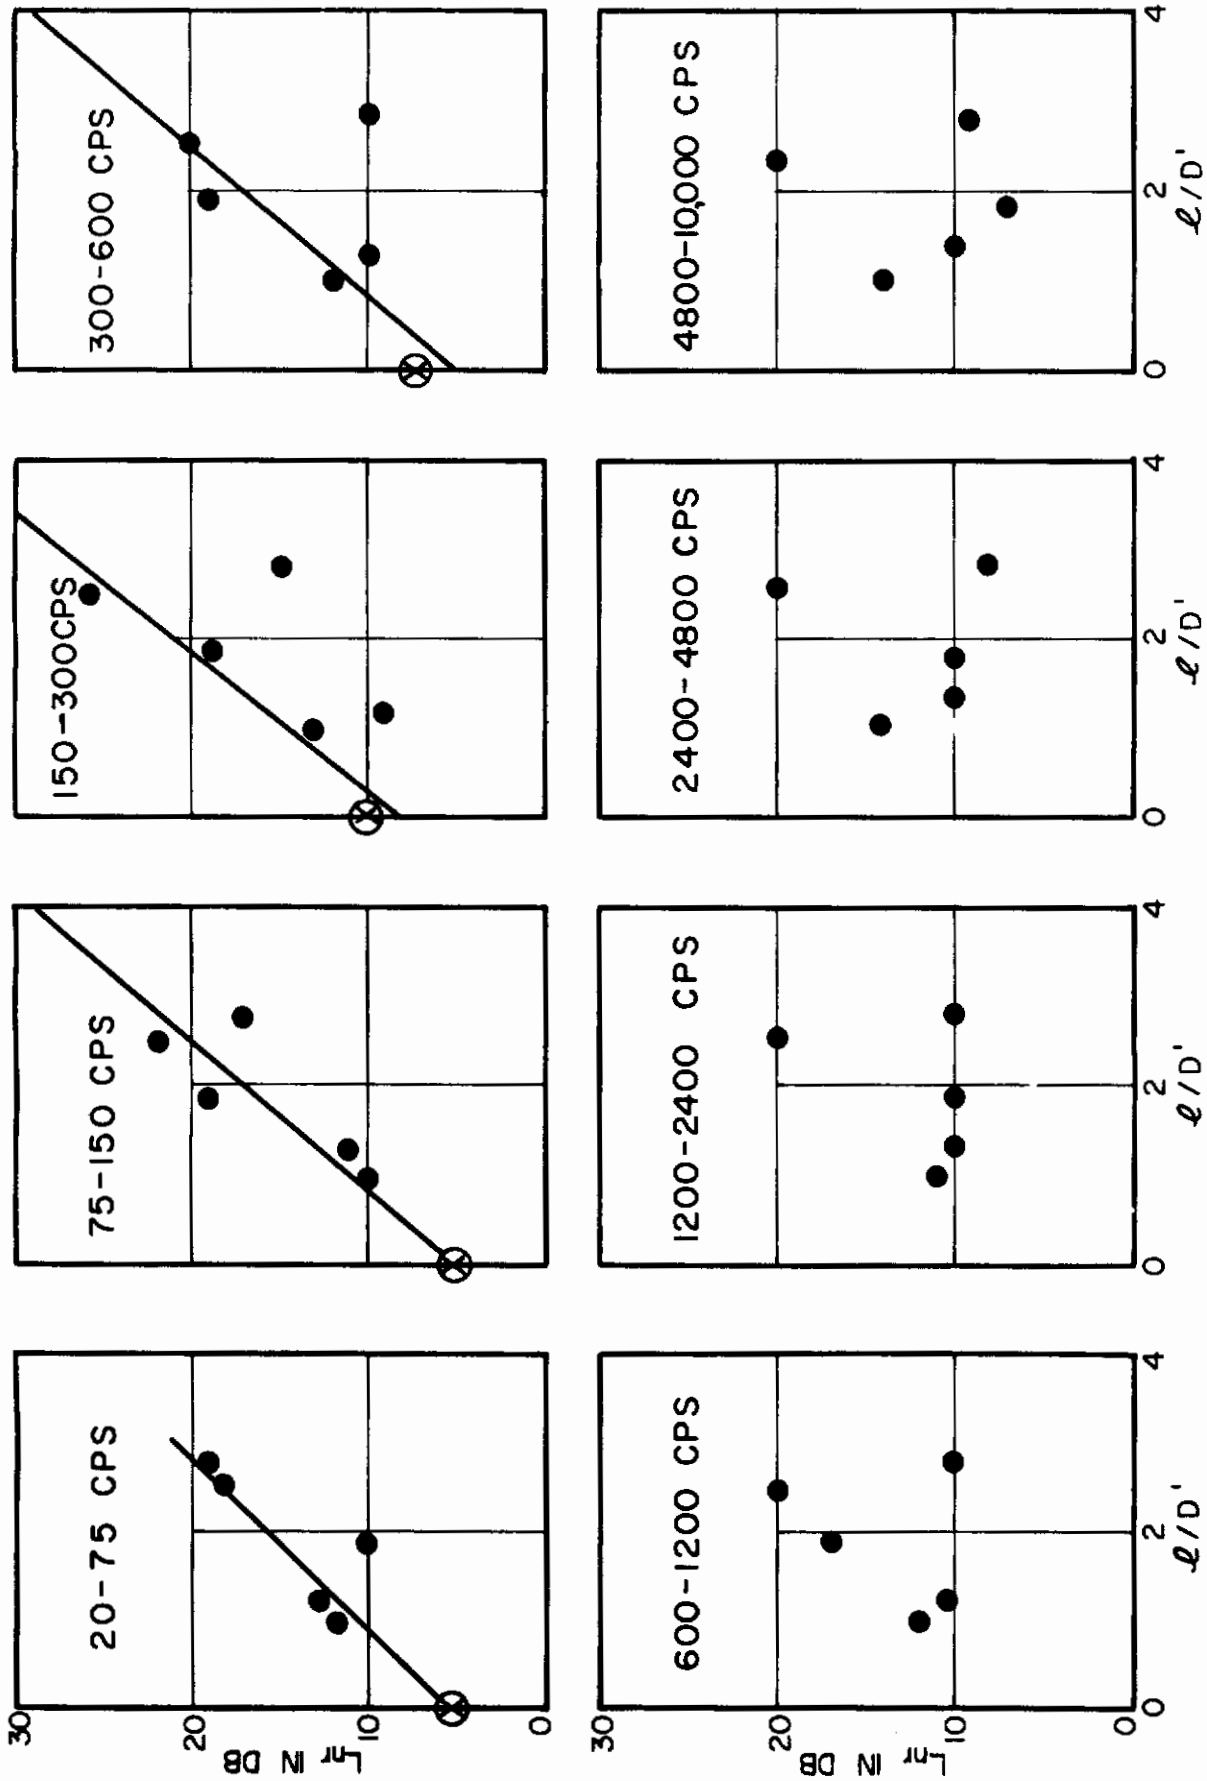 20-75 CPS
75-150 CPS
150-300CPS
300-600 CPS
30
20
10
0
Lnr IN DB
600-1200 CPS
1200-2400 CPS
2400-4800 CPS
4800-10,000 CPS
30
20
10
0
Lnr IN DB
0 2 4
0 2 4
0 2 4
0 2 4
ℓ/D'
ℓ/D'
ℓ/D'
ℓ/D'